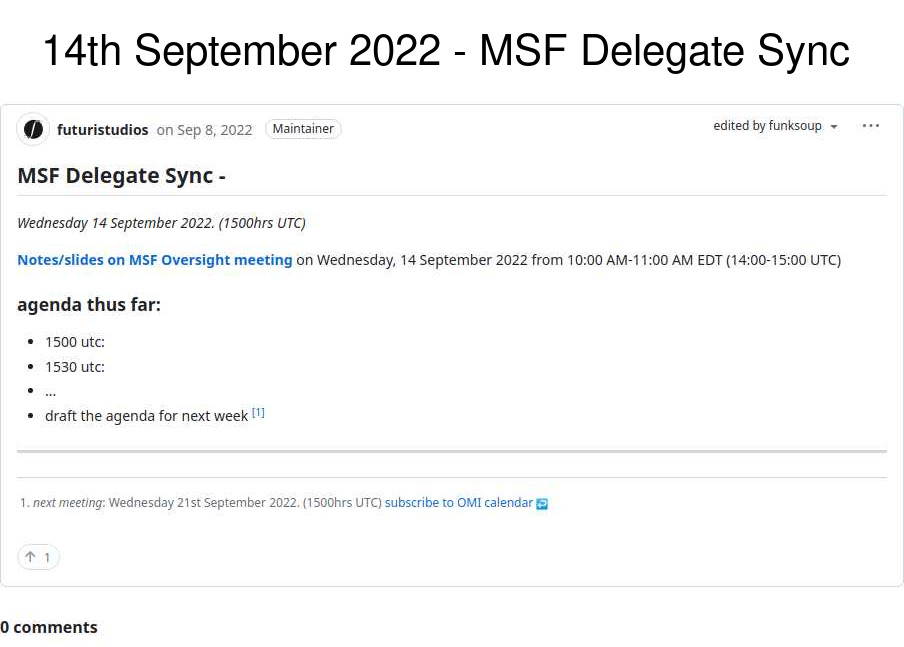 14th September 2022 - MSF Delegate Sync
futuristudios on Sep 8, 2022 Maintainer edited by funksoup
MSF Delegate Sync -
Wednesday 14 September 2022. (1500hrs UTC)
Notes/slides on MSF Oversight meeting on Wednesday, 14 September 2022 from 10:00 AM-11:00 AM EDT (14:00-15:00 UTC)
agenda thus far:
• 1500 utc:
• 1530 utc:
• ...
• draft the agenda for next week [1]
1. next meeting: Wednesday 21st September 2022. (1500hrs UTC) subscribe to OMI calendar ↩
↑ 1
0 comments